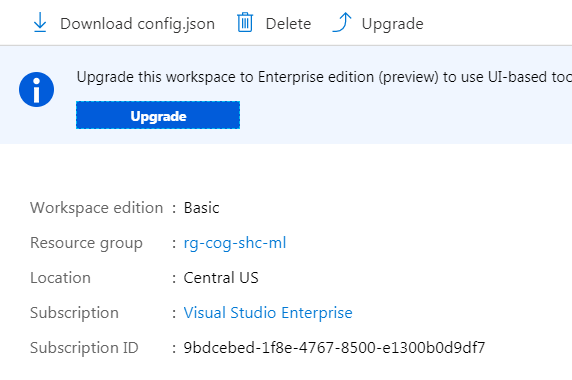 Download config.json Delete Upgrade
Upgrade this workspace to Enterprise edition (preview) to use UI-based
Upgrade
Workspace edition : Basic
Resource group : rg-cog-shc-ml
Location : Central US
Subscription : Visual Studio Enterprise
Subscription ID : 9bdcebed-1f8e-4767-8500-e1300b0d9df7